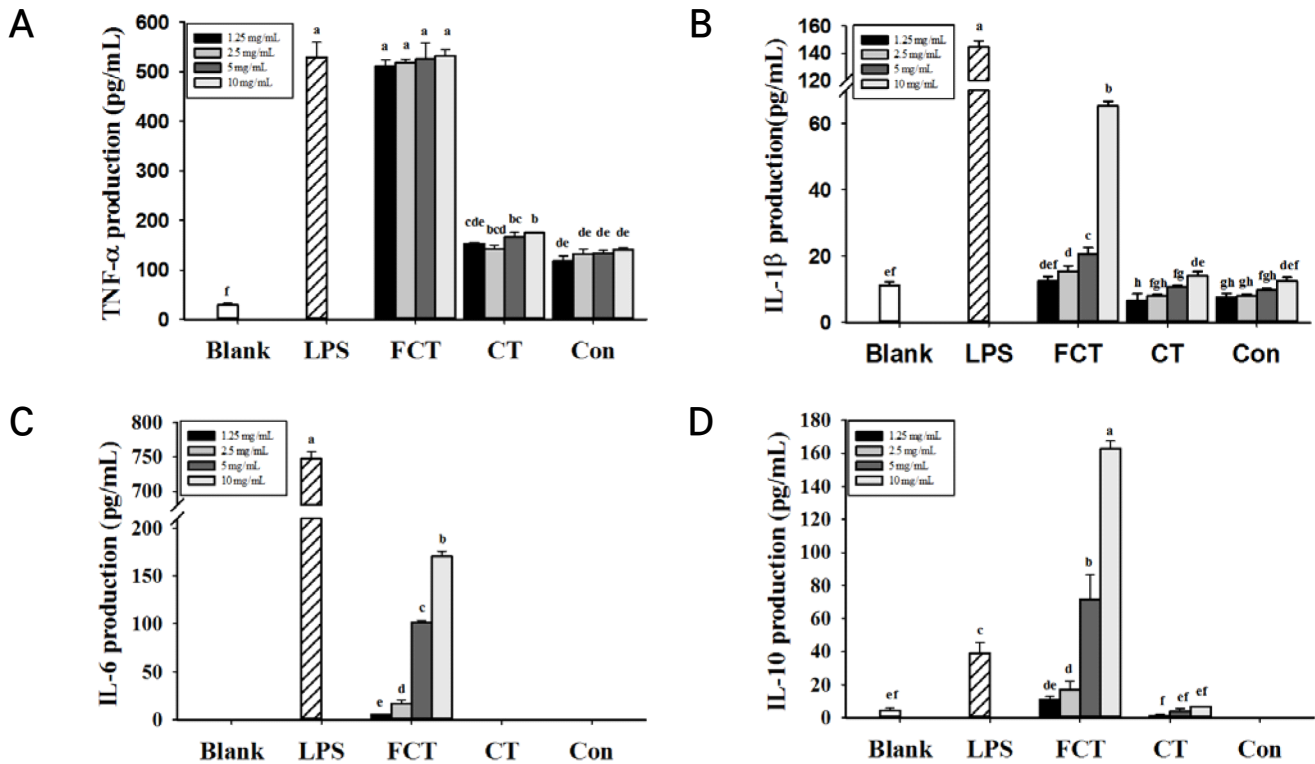 A
TNF-α production (pg/mL)
600
500
400
300
200
100
0
1.25 mg/mL
2.5 mg/mL
5 mg/mL
10 mg/mL
f
a
a a a a
cde bcd bc b
de de de de
Blank LPS FCT CT Con
B
IL-1β production(pg/mL)
160
140
120
60
40
20
0
1.25 mg/mL
2.5 mg/mL
5 mg/mL
10 mg/mL
ef
a
def d c b
h fgh fg de
gh gh fgh def
Blank LPS FCT CT Con
C
IL-6 production (pg/mL)
800
750
700
200
150
100
50
0
1.25 mg/mL
2.5 mg/mL
5 mg/mL
10 mg/mL
a
e d c b
Blank LPS FCT CT Con
D
IL-10 production (pg/mL)
180
160
140
120
100
80
60
40
20
0
1.25 mg/mL
2.5 mg/mL
5 mg/mL
10 mg/mL
ef
c
de d b a
f ef ef
Blank LPS FCT CT Con